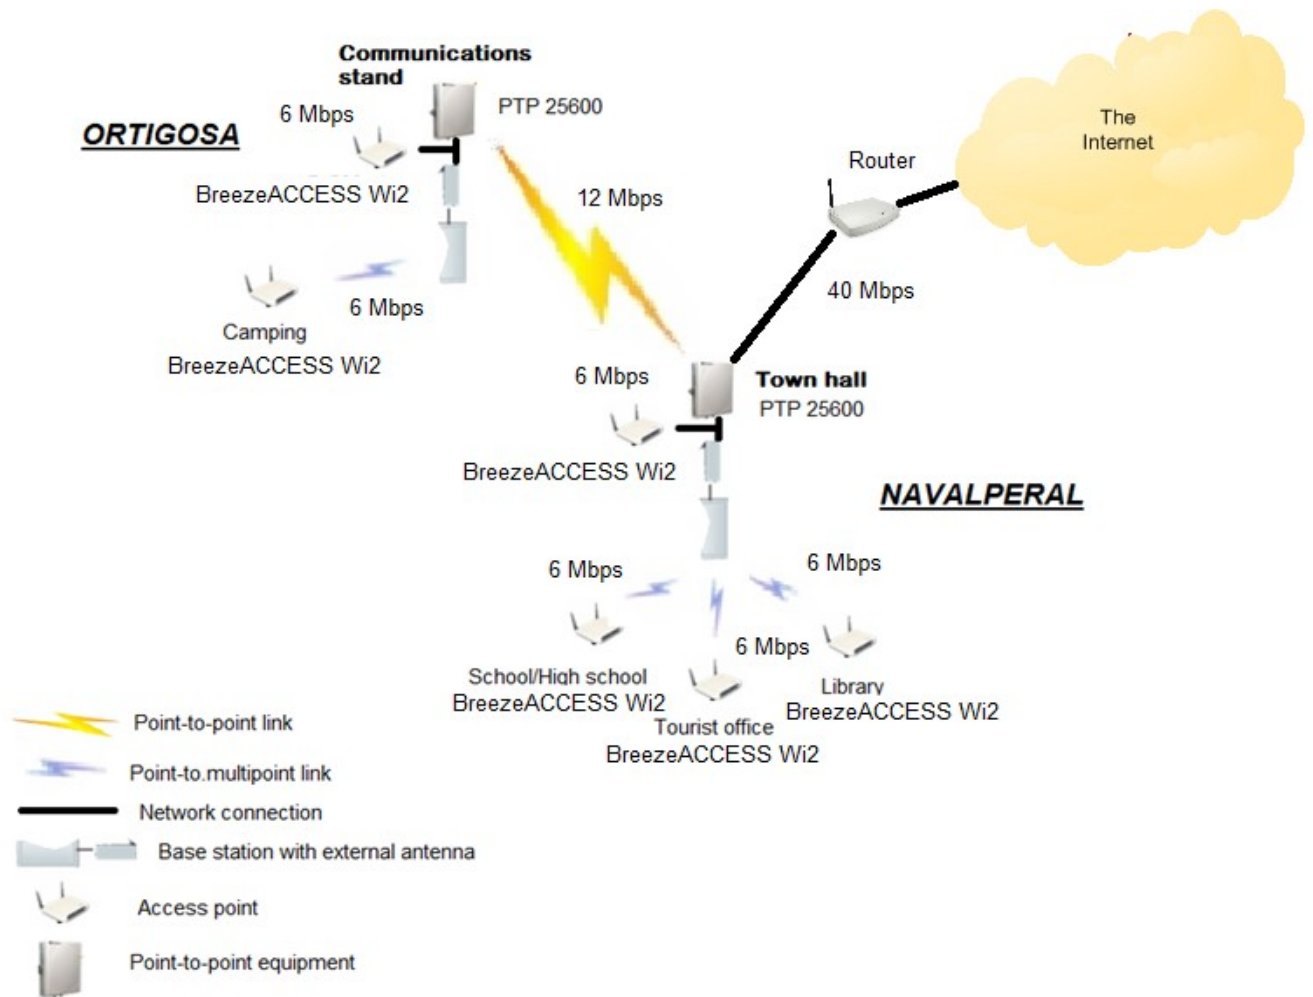 Communications
stand
PTP 25600
6 Mbps
ORTIGOSA
BreezeACCESS Wi2
12 Mbps
Router
The
Internet
40 Mbps
6 Mbps
Camping
BreezeACCESS Wi2
6 Mbps
Town hall
PTP 25600
BreezeACCESS Wi2
NAVALPERAL
6 Mbps
6 Mbps
6 Mbps
School/High school
BreezeACCESS Wi2
Tourist office
BreezeACCESS Wi2
Library
BreezeACCESS Wi2
Point-to-point link
Point-to.multipoint link
Network connection
Base station with external antenna
Access point
Point-to-point equipment